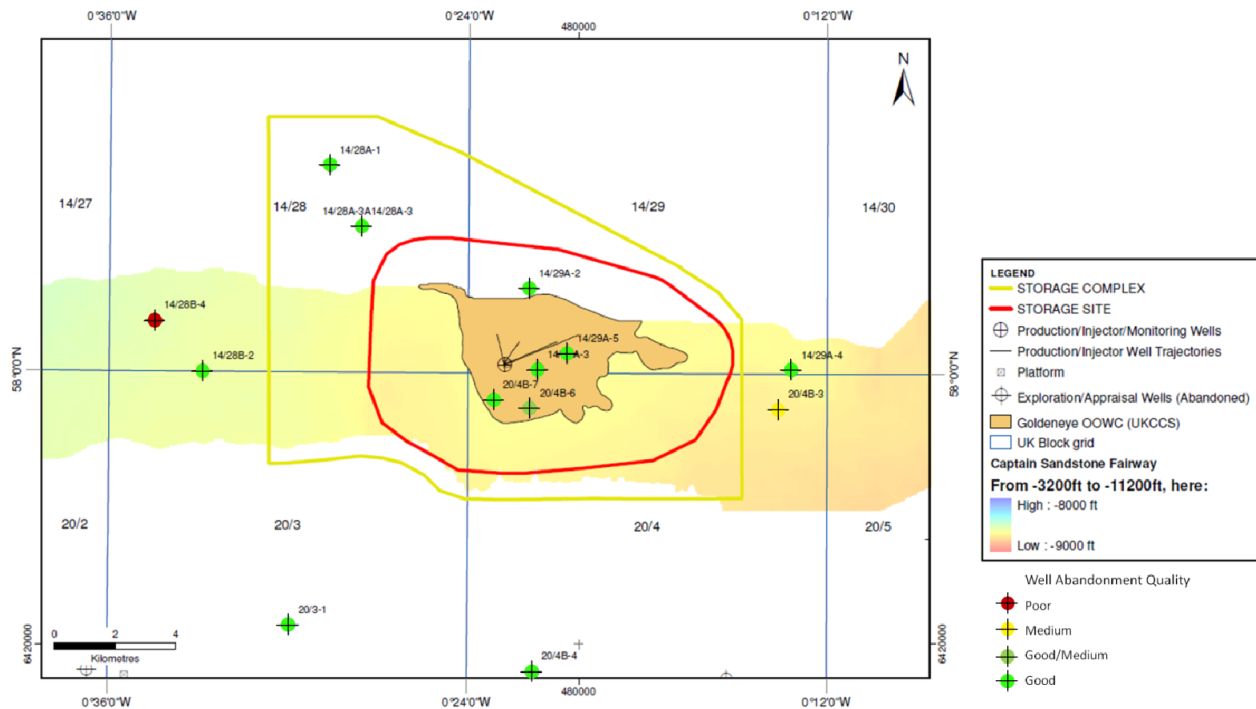 0°36'0"W 0°24'0"W 480000 0°12'0"W
N
14/28A-1
14/27 14/28 14/28A-3A14/28A-3 14/29 14/30
14/29A-2
14/28B-4
14/29A-5
58°0'0"N 14/28B-2 14/29A-4 58°0'0"N
20/4B-7 20/4B-6 20/4B-3
20/2 20/3 20/4 20/5
20/3-1
0 2 4
Kilometres
6420000 20/4B-4 6420000
0°36'0"W 0°24'0"W 480000 0°12'0"W
LEGEND
STORAGE COMPLEX
STORAGE SITE
Production/Injector/Monitoring Wells
Production/Injector Well Trajectories
Platform
Exploration/Appraisal Wells (Abandoned)
Goldeneye OOWC (UKCCS)
UK Block grid
Captain Sandstone Fairway
From -3200ft to -11200ft, here:
High : -8000 ft
Low : -9000 ft
Well Abandonment Quality
Poor
Medium
Good/Medium
Good